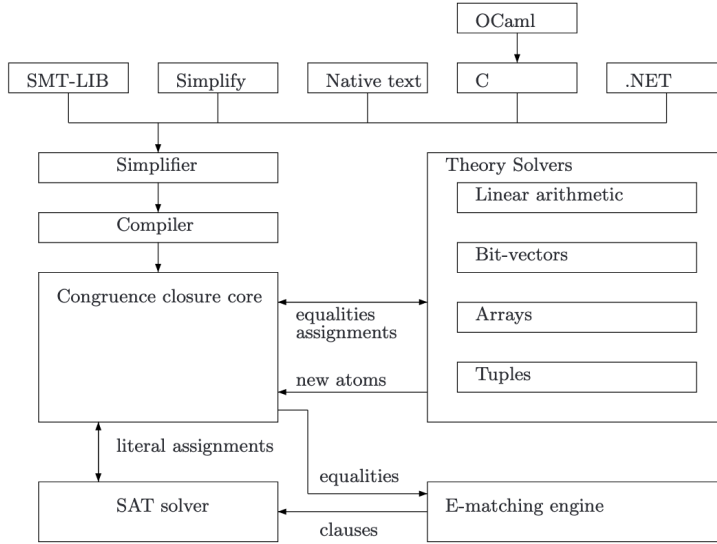 OCaml
SMT-LIB
Simplify
Native text
C
.NET
Simplifier
Compiler
Congruence closure core
Theory Solvers
Linear arithmetic
Bit-vectors
Arrays
Tuples
equalities
assignments
new atoms
literal assignments
equalities
SAT solver
E-matching engine
clauses